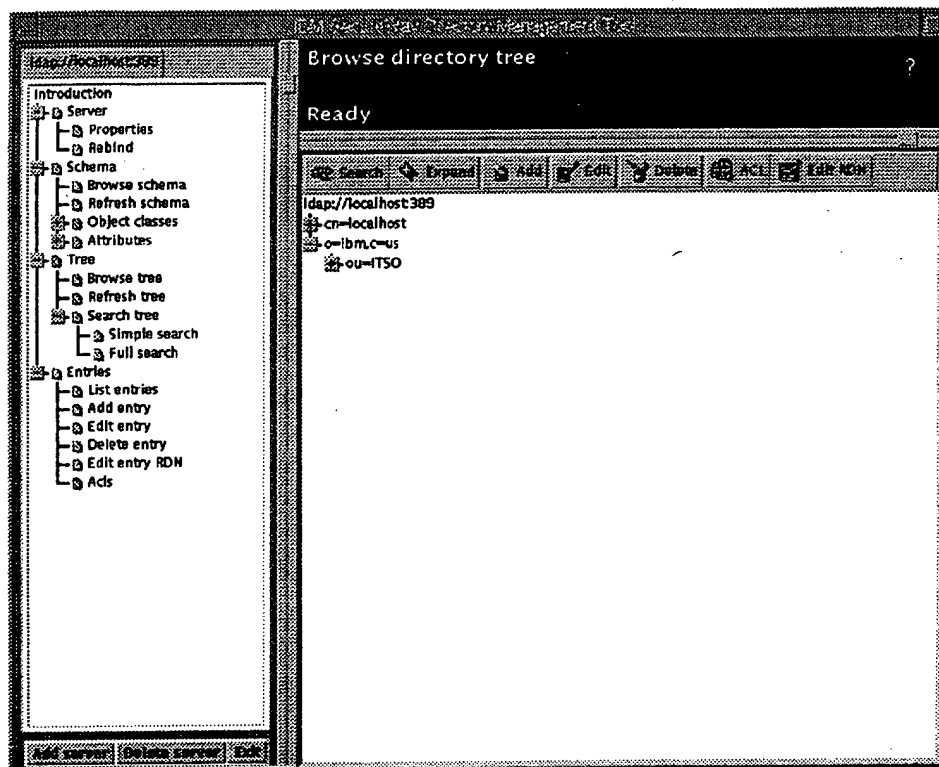 ldap://localhost:389
Introduction
Server
Properties
Rebind
Schema
Browse schema
Refresh schema
Object classes
Attributes
Tree
Browse tree
Refresh tree
Search tree
Simple search
Full search
Entries
List entries
Add entry
Edit entry
Delete entry
Edit entry RDN
Acls
Add server Delete server Exit
Directory Management Tool
Browse directory tree ?
Ready
Search Expand Add Edit Delete ACL Edit RDN
ldap://localhost:389
cn=localhost
o=ibm,c=us
ou=ITSO